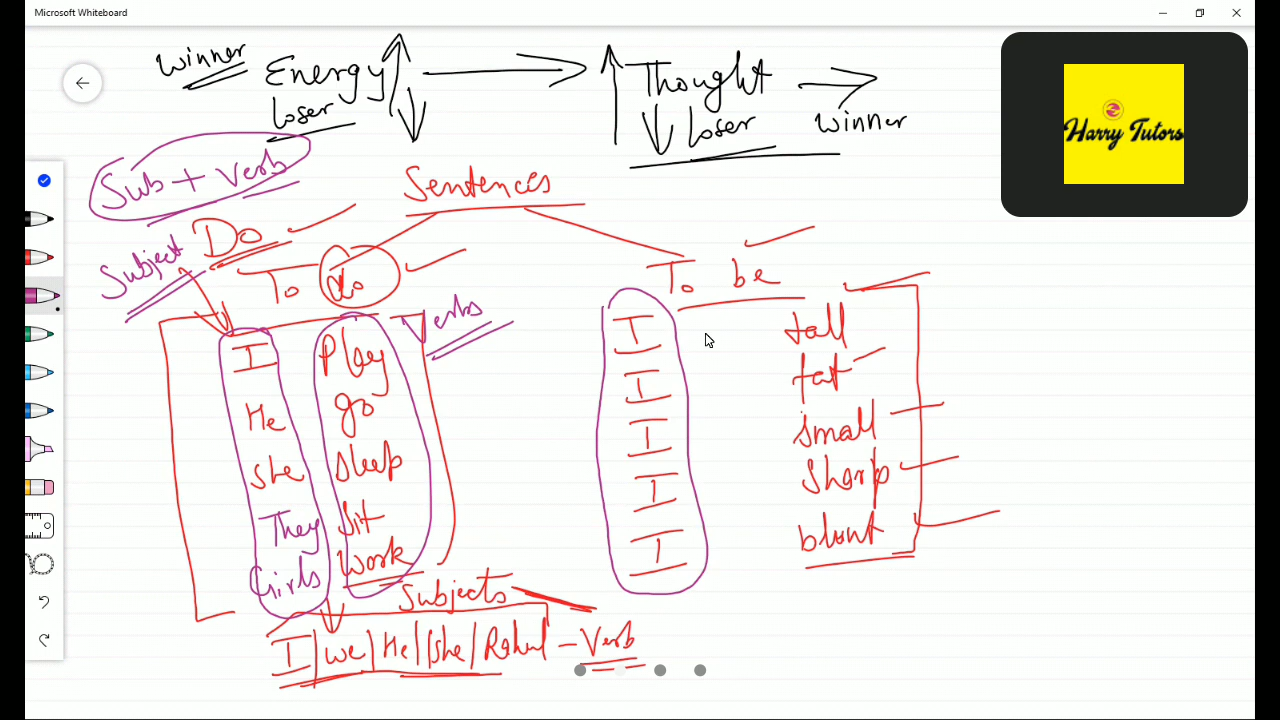 Microsoft Whiteboard
Winner Energy → Thought →
loser loser winner
Harry Tutors
Sub + Verb
Sentences
Subject Do
To do To be
Verbs
I Play I tall
He go I fat
She Sleep I small
They Sit I Sharp
Girls work I blunt
Subjects
I | we | He | She | Rahul - Verb